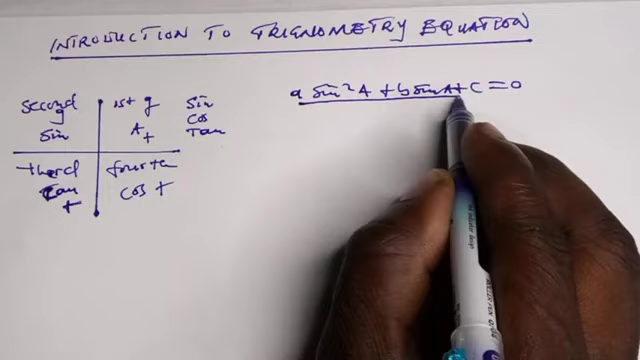 INTRODUCTION TO TRIGNOMETRY EQUATION
a sin²A + b sin A + C = 0
second g
1st g
sin
cos
Tan
sin
A +
third
Tan
+
fourth
cos +